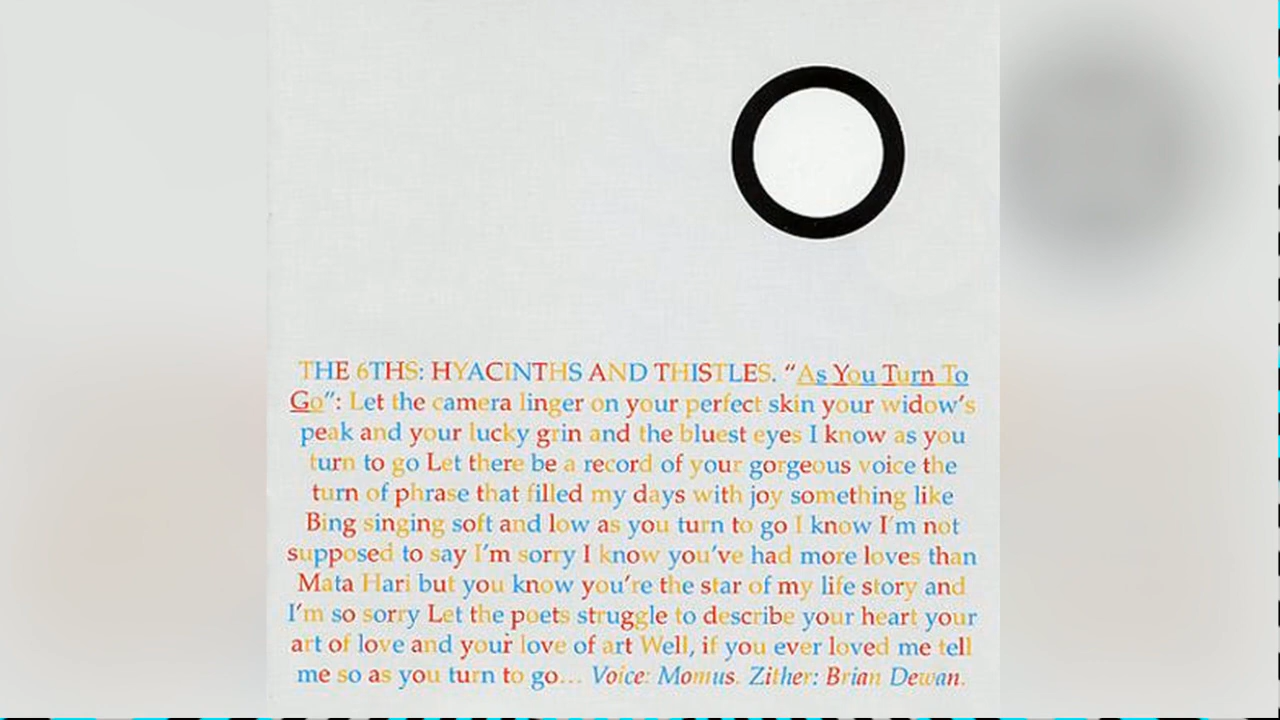 THE 6THS: HYACINTHS AND THISTLES. “As You Turn To
Go”: Let the camera linger on your perfect skin your widow’s
peak and your lucky grin and the bluest eyes I know as you
turn to go Let there be a record of your gorgeous voice the
turn of phrase that filled my days with joy something like
Bing singing soft and low as you turn to go I know I’m not
supposed to say I’m sorry I know you’ve had more loves than
Mata Hari but you know you’re the star of my life story and
I’m so sorry Let the poets struggle to describe your heart your
art of love and your love of art Well, if you ever loved me tell
me so as you turn to go… Voice: Momus. Zither: Brian Dewan.